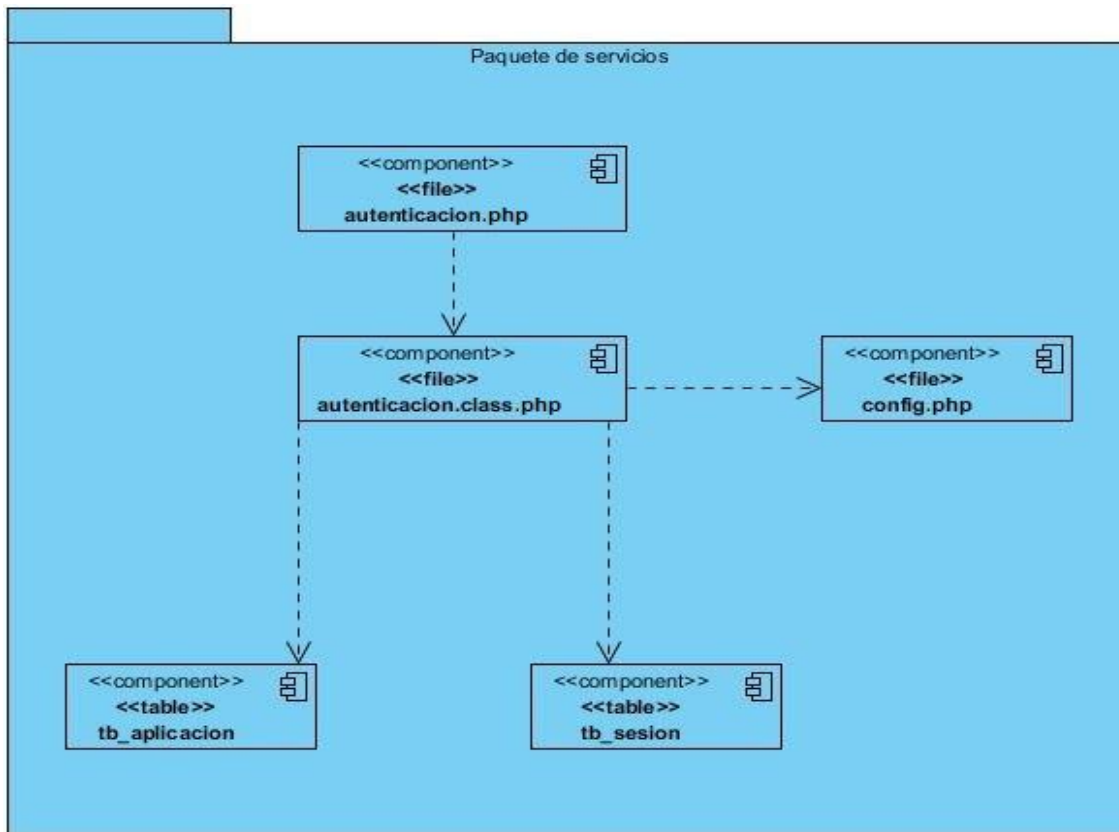 Paquete de servicios
<<component>>
<<file>>
autenticacion.php
<<component>>
<<file>>
autenticacion.class.php
<<component>>
<<file>>
config.php
<<component>>
<<table>>
tb_aplicacion
<<component>>
<<table>>
tb_sesion